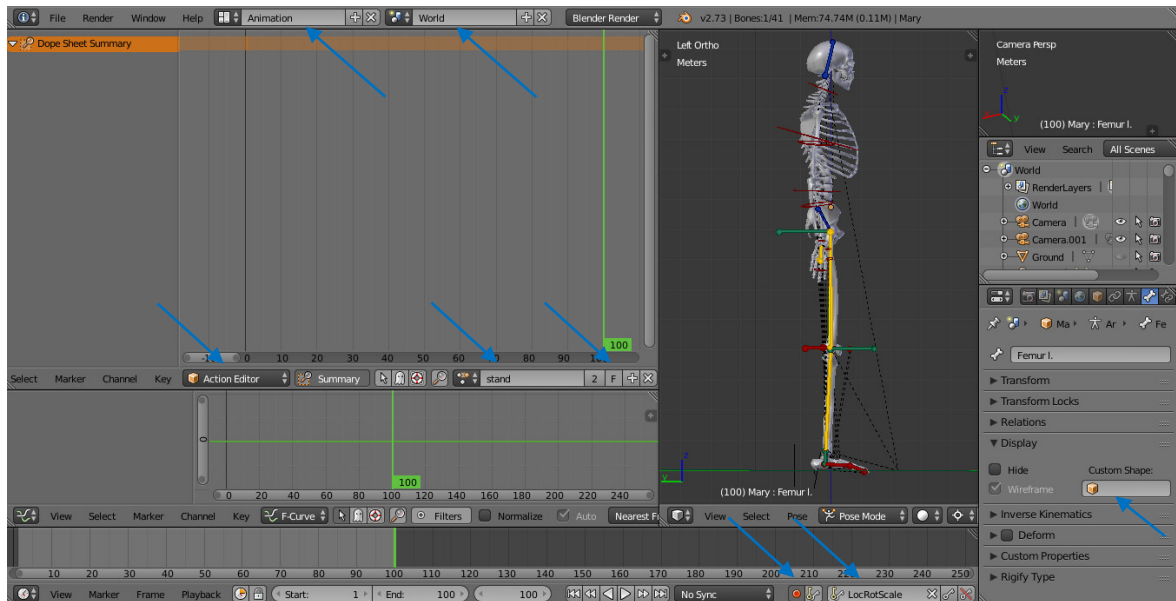 File Render Window Help Animation World Blender Render v2.73 | Bones:1/41 | Mem:74.74M (0.11M) | Mary
Dope Sheet Summary
-10 0 10 20 30 40 50 60 70 80 90
100
Select Marker Channel Key Action Editor Summary stand 2 F
0
100
0 20 40 60 80 100 120 140 160 180 200 220 240
View Select Marker Channel Key F-Curve Filters Normalize Auto Nearest
Left Ortho
Meters
(100) Mary : Femur l.
View Select Pose Pose Mode
Camera Persp
Meters
(100) Mary : Femur l.
View Search All Scenes
World
RenderLayers
World
Camera
Camera.001
Ground
Ma Ar Fe
Femur l.
Transform
Transform Locks
Relations
Display
Hide Custom Shape:
Wireframe
Inverse Kinematics
Deform
Custom Properties
Rigify Type
10 20 30 40 50 60 70 80 90 100 110 120 130 140 150 160 170 180 190 200 210 220 230 240 250
View Marker Frame Playback Start: 1 End: 100 100 No Sync LocRotScale